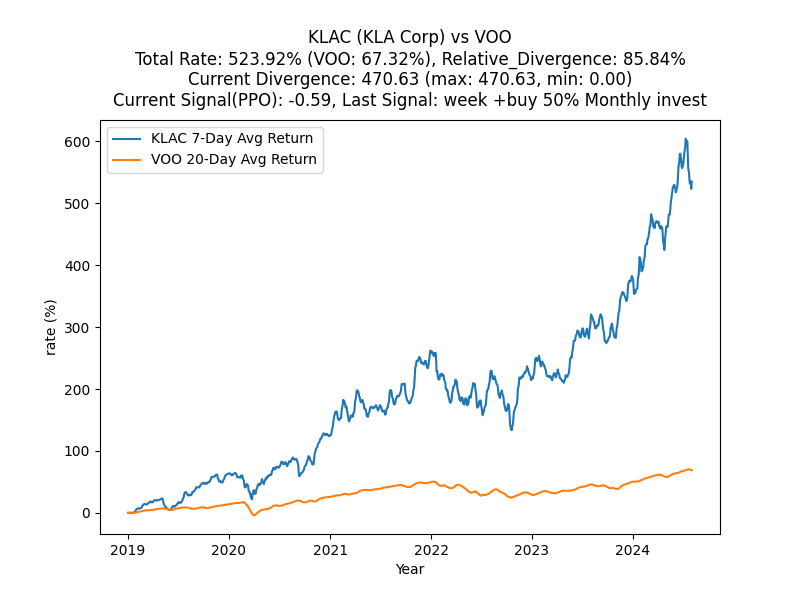 KLAC (KLA Corp) vs VOO
Total Rate: 523.92% (VOO: 67.32%), Relative_Divergence: 85.84%
Current Divergence: 470.63 (max: 470.63, min: 0.00)
Current Signal(PPO): -0.59, Last Signal: week +buy 50% Monthly invest
KLAC 7-Day Avg Return
VOO 20-Day Avg Return
600
500
400
300
200
100
0
rate (%)
2019 2020 2021 2022 2023 2024
Year